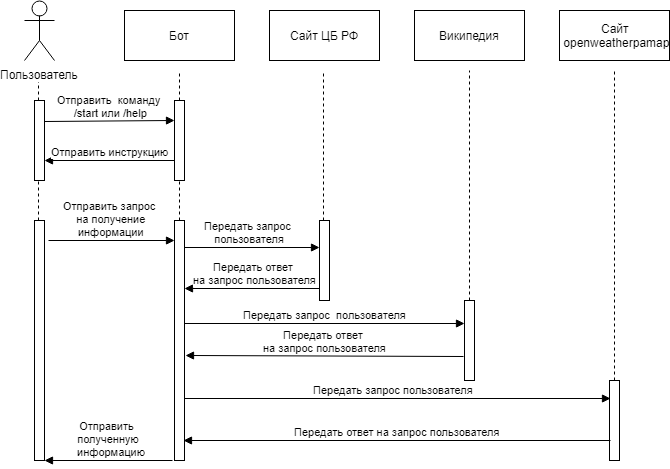 Пользователь
Бот
Сайт ЦБ РФ
Википедия
Сайт
openweatherpamap
Отправить команду
/start или /help
Отправить инструкцию
Отправить запрос
на получение
информации
Передать запрос
пользователя
Передать ответ
на запрос пользователя
Передать запрос пользователя
Передать ответ
на запрос пользователя
Передать запрос пользователя
Передать ответ на запрос пользователя
Отправить
полученную
информацию